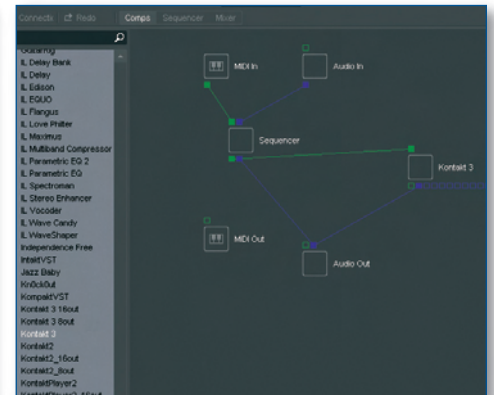 Redo
Comps Sequencer Mixer
IL Delay Bank
IL Delay
IL Edison
IL EQUO
IL Flangus
IL Love Philter
IL Maximus
IL Multiband Compressor
IL Parametric EQ 2
IL Parametric EQ
IL Spectroman
IL Stereo Enhancer
IL Vocoder
IL Wave Candy
IL WaveShaper
Independence Free
IntaktVST
Jazz Baby
Kn0ck0ut
KompaktVST
Kontakt 3 16out
Kontakt 3 8out
Kontakt 3
Kontakt2
Kontakt2_16out
Kontakt2_8out
KontaktPlayer2
MIDI In
Audio In
Sequencer
Kontakt 3
MIDI Out
Audio Out